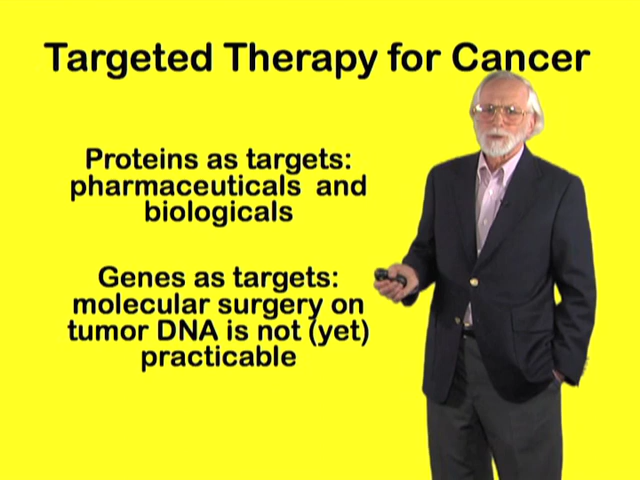 Targeted Therapy for Cancer
Proteins as targets:
pharmaceuticals and
biologicals
Genes as targets:
molecular surgery on
tumor DNA is not (yet)
practicable